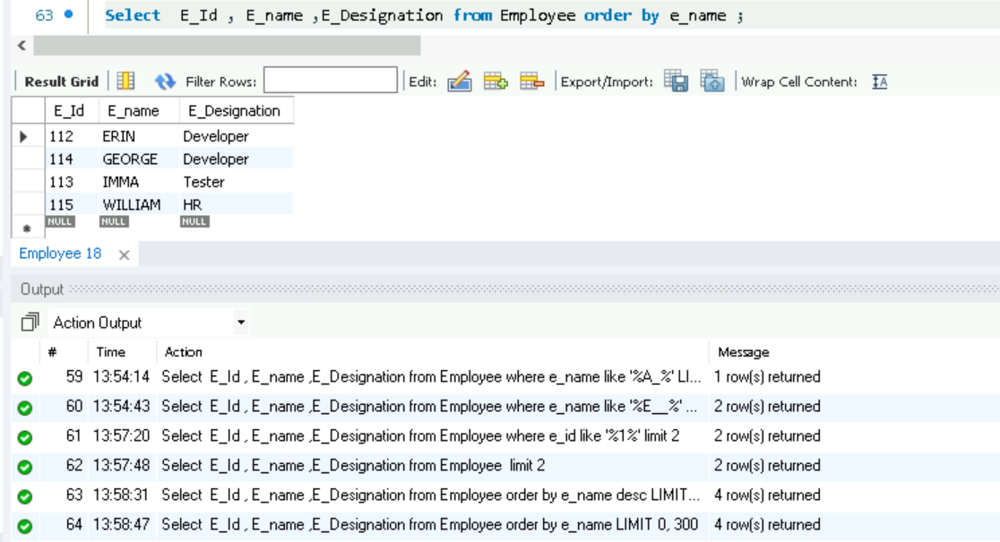 63 Select E_Id , E_name ,E_Designation from Employee order by e_name ;
Result Grid Filter Rows: Edit: Export/Import: Wrap Cell Content: IA
E_Id E_name E_Designation
112 ERIN Developer
114 GEORGE Developer
113 IMMA Tester
115 WILLIAM HR
NULL NULL NULL
Employee 18
Output
Action Output
# Time Action Message
59 13:54:14 Select E_Id , E_name ,E_Designation from Employee where e_name like '%A_%' LI... 1 row(s) returned
60 13:54:43 Select E_Id , E_name ,E_Designation from Employee where e_name like '%E__%' ... 2 row(s) returned
61 13:57:20 Select E_Id , E_name ,E_Designation from Employee where e_id like '%1%' limit 2 2 row(s) returned
62 13:57:48 Select E_Id , E_name ,E_Designation from Employee limit 2 2 row(s) returned
63 13:58:31 Select E_Id , E_name ,E_Designation from Employee order by e_name desc LIMIT... 4 row(s) returned
64 13:58:47 Select E_Id , E_name ,E_Designation from Employee order by e_name LIMIT 0, 300 4 row(s) returned